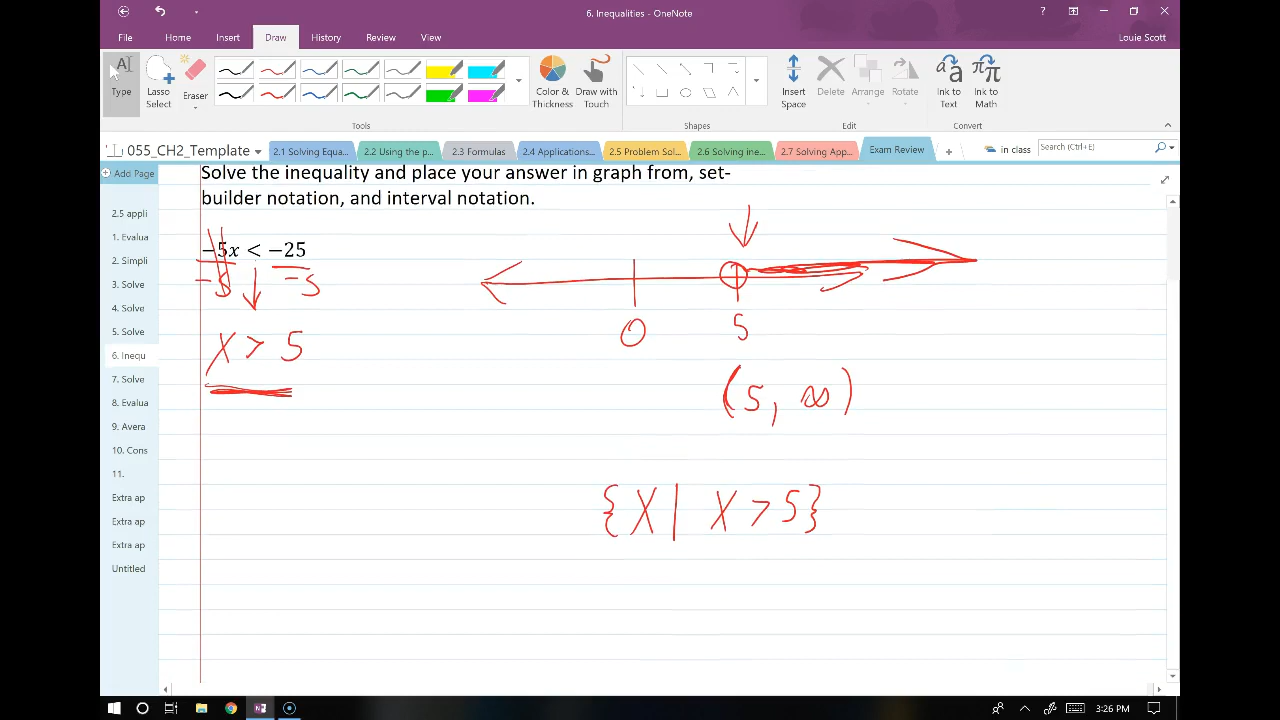 6. Inequalities - OneNote
File Home Insert Draw History Review View
Louie Scott
Type
Lasso Select
Eraser
Color & Thickness
Draw with Touch
Insert Space
Delete
Arrange
Rotate
Ink to Text
Ink to Math
Tools Shapes Edit Convert
055_CH2_Template
2.1 Solving Equa... 2.2 Using the p... 2.3 Formulas 2.4 Applications... 2.5 Problem Sol... 2.6 Solving ine... 2.7 Solving App... Exam Review + in class Search (Ctrl+E)
Add Page
2.5 appli
1. Evalua
2. Simpli
3. Solve
4. Solve
5. Solve
6. Inequ
7. Solve
8. Evalua
9. Avera
10. Cons
11.
Extra ap
Extra ap
Extra ap
Untitled
Solve the inequality and place your answer in graph from, set-
builder notation, and interval notation.
−5x < −25
-5 -5
X > 5
0 5
(5, ∞)
{ X | X > 5 }
3:26 PM